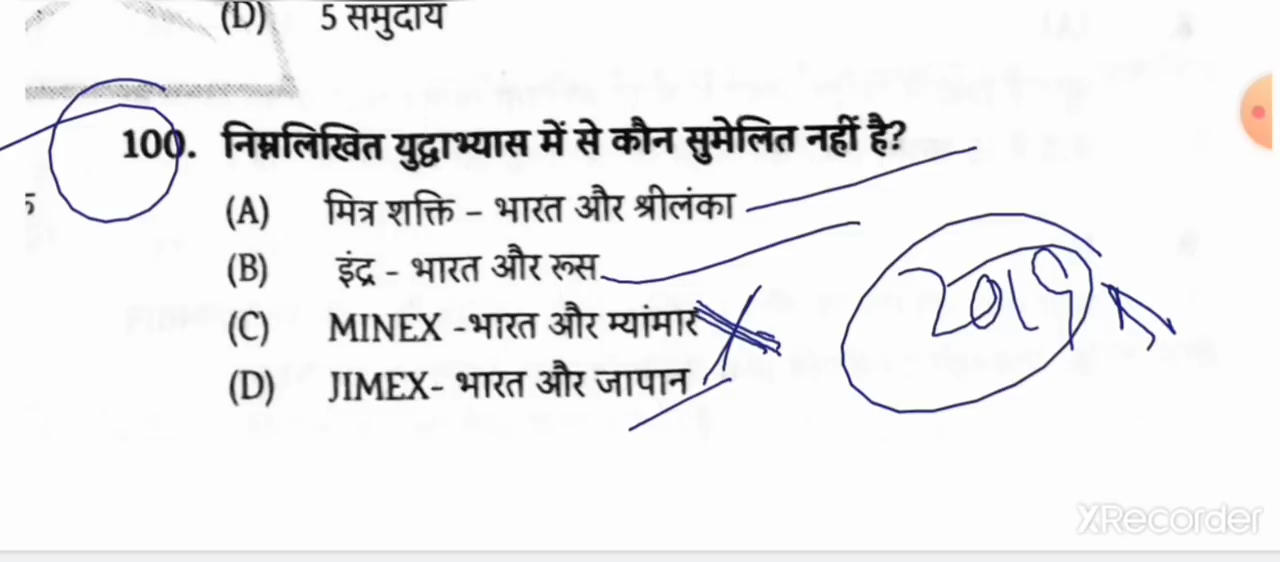 (D) 5 समुदाय
100. निम्नलिखित युद्धाभ्यास में से कौन सुमेलित नहीं है?
(A) मित्र शक्ति – भारत और श्रीलंका
(B) इंद्र - भारत और रूस
(C) MINEX -भारत और म्यांमार
(D) JIMEX- भारत और जापान
2019
XRecorder